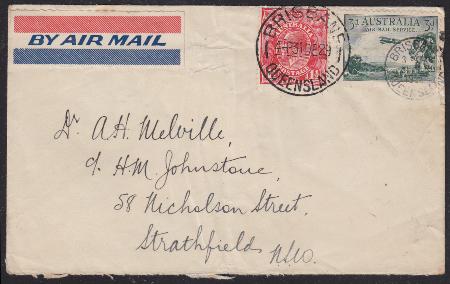 BY AIR MAIL
BRISBANE
QUEENSLAND
3d AUSTRALIA 3d
AIR MAIL SERVICE
Dr. A.H. Melville,
c/o H.M. Johnstone,
58 Nicholson Street,
Strathfield NSW.